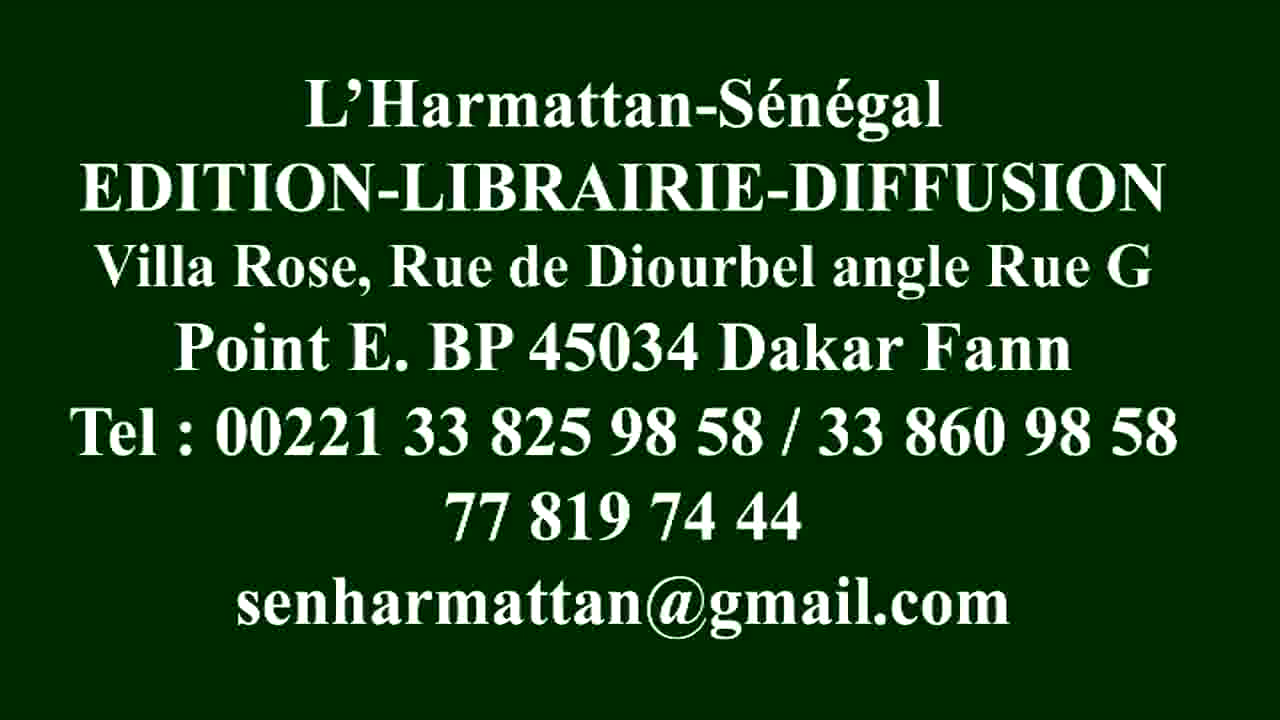 L’Harmattan-Sénégal
EDITION-LIBRAIRIE-DIFFUSION
Villa Rose, Rue de Diourbel angle Rue G
Point E. BP 45034 Dakar Fann
Tel : 00221 33 825 98 58 / 33 860 98 58
77 819 74 44
senharmattan@gmail.com